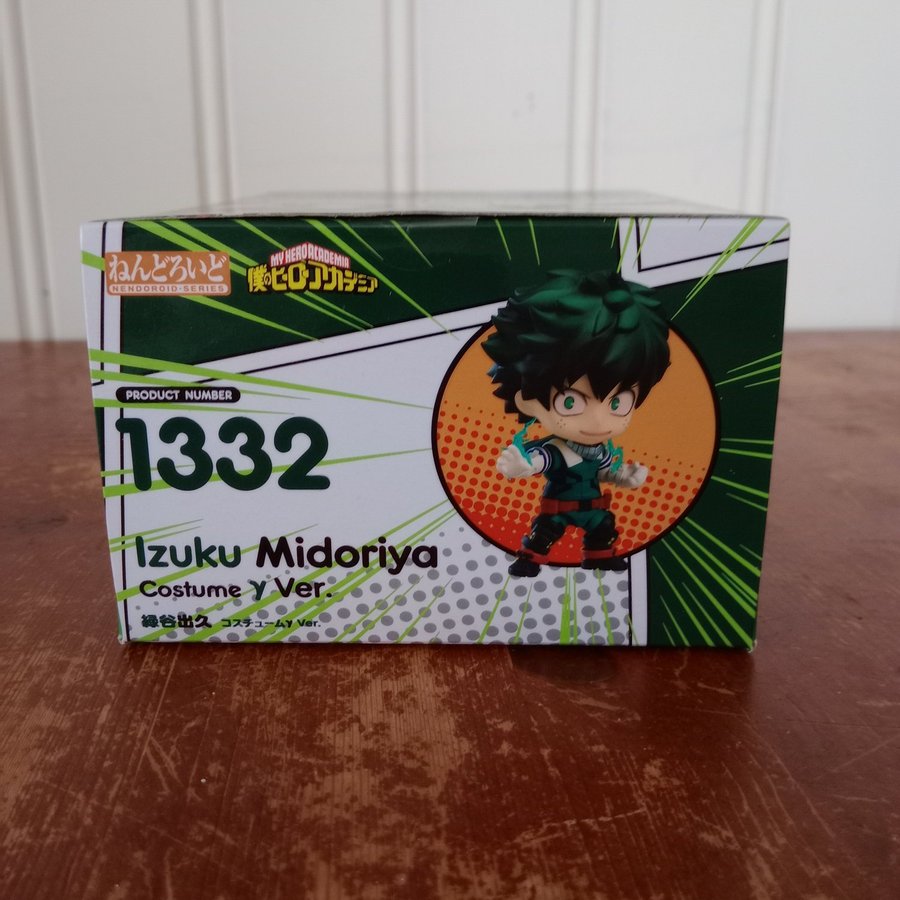 ねんどろいど
NENDOROID-SERIES
MY HERO ACADEMIA
僕のヒーローアカデミア
PRODUCT NUMBER
1332
Izuku Midoriya
Costume γ Ver.
緑谷出久 コスチュームγ Ver.